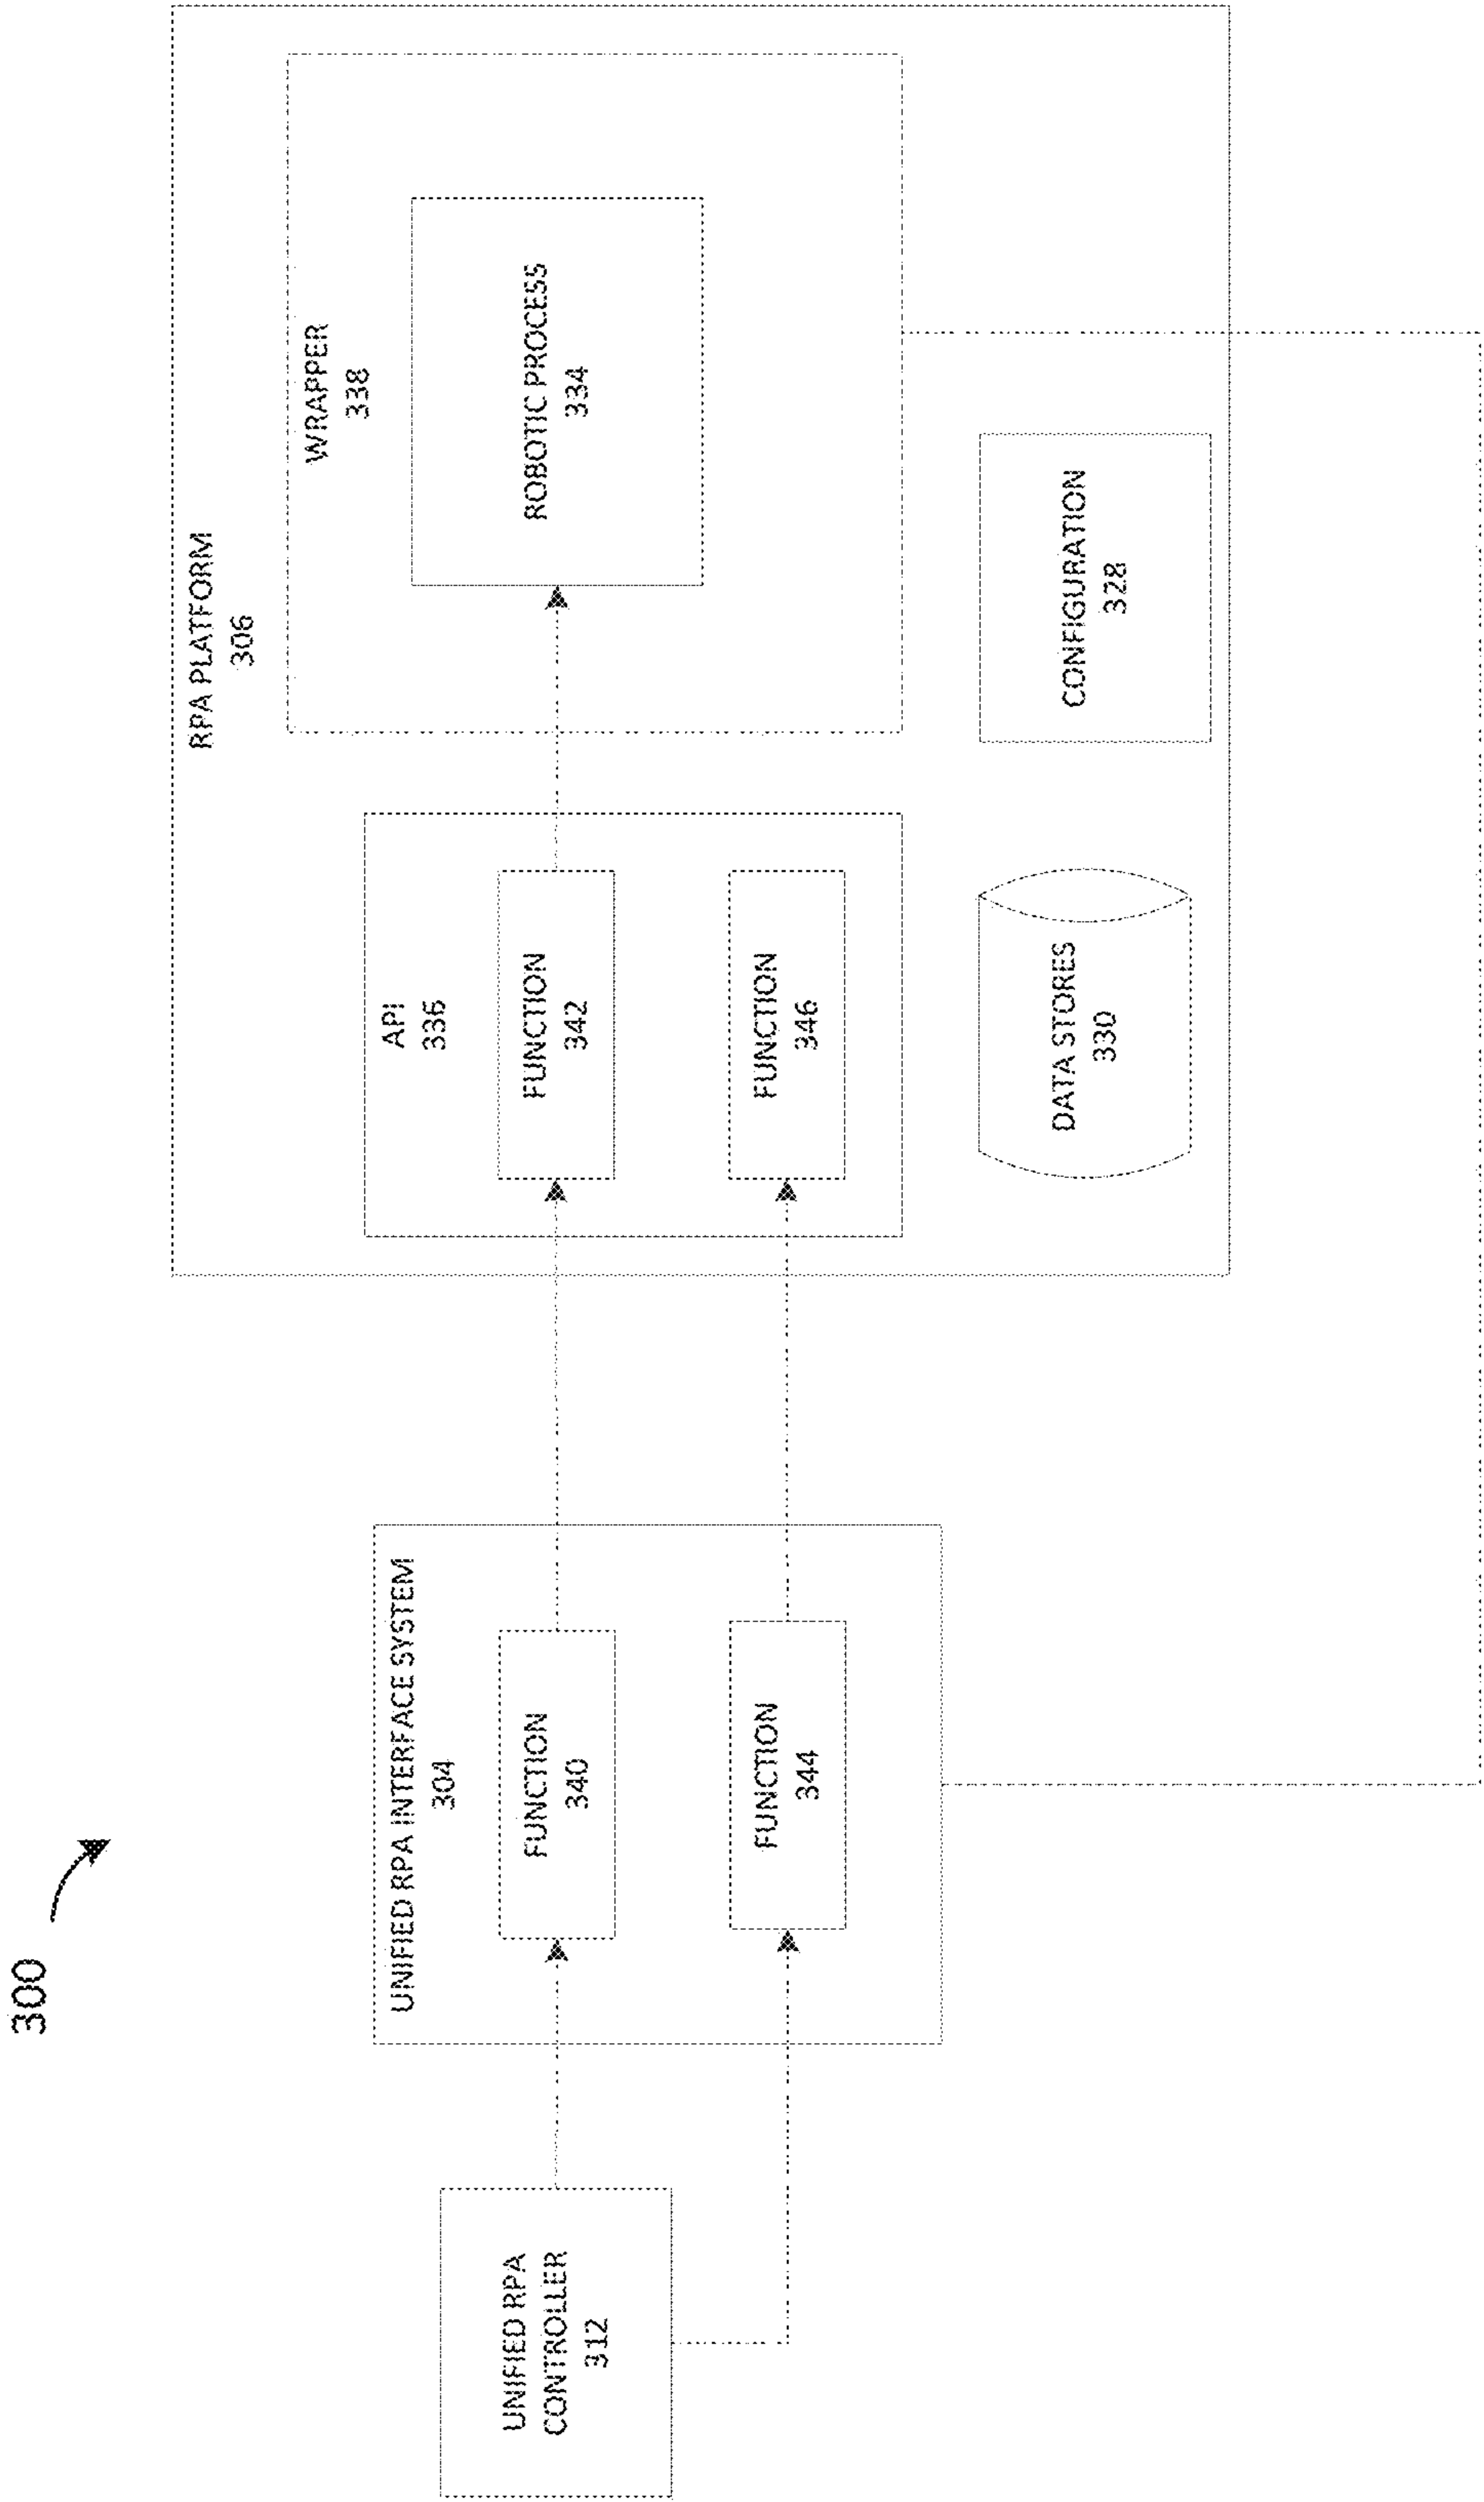 300
UNIFIED RPA
CONTROLLER
312
UNIFIED RPA INTERFACE SYSTEM
304
FUNCTION
340
FUNCTION
344
RPA PLATFORM
306
API
336
FUNCTION
342
FUNCTION
346
DATA STORES
330
WRAPPER
338
ROBOTIC PROCESS
334
CONFIGURATION
328